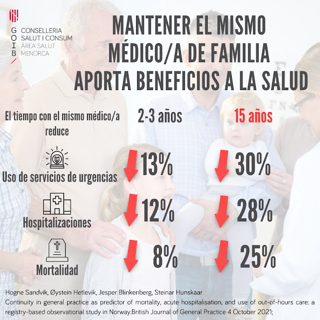 G
O
I
B
CONSELLERIA
SALUT I CONSUM
ÀREA SALUT
MENORCA
MANTENER EL MISMO
MÉDICO/A DE FAMILIA
APORTA BENEFICIOS A LA SALUD
El tiempo con el mismo médico/a
reduce
2-3 años
15 años
Uso de servicios de urgencias
13%
30%
Hospitalizaciones
12%
28%
Mortalidad
8%
25%
Hogne Sandvik, Øystein Hetlevik, Jesper Blinkenberg, Steinar Hunskaar
Continuity in general practice as predictor of mortality, acute hospitalisation, and use of out-of-hours care: a
registry-based observational study in Norway.British Journal of General Practice 4 October 2021;